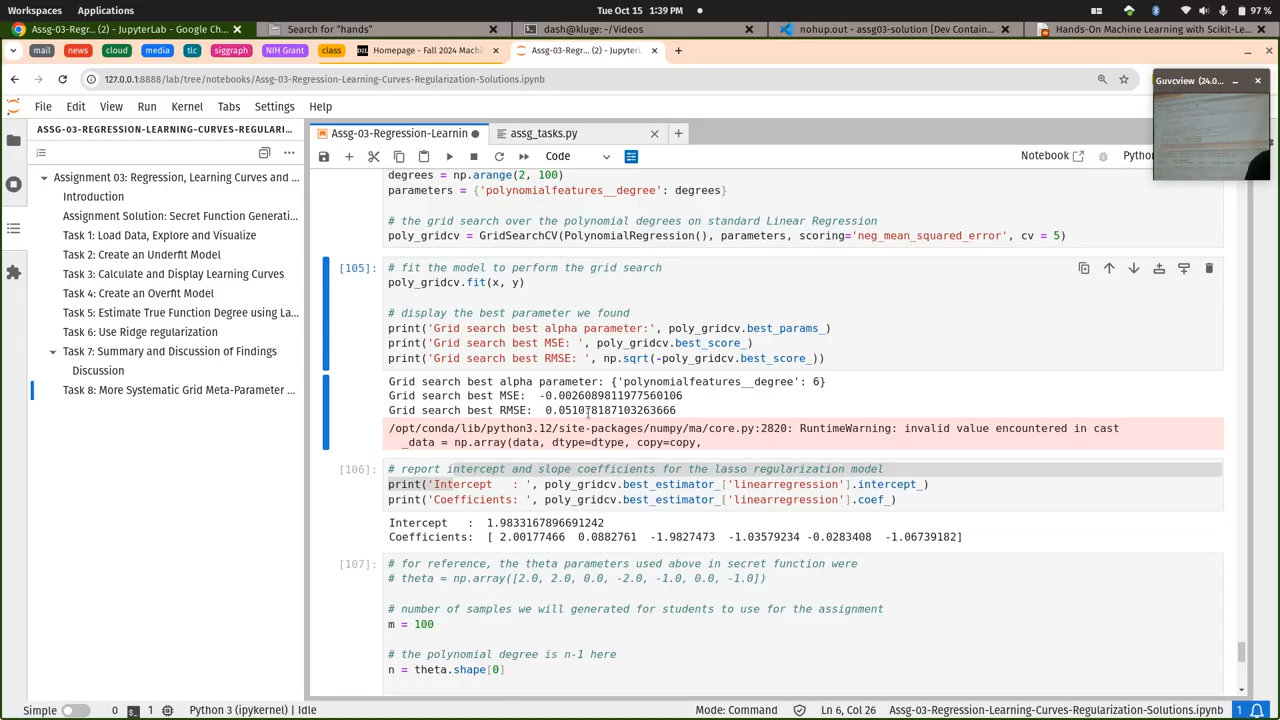 Workspaces Applications Tue Oct 15 1:39 PM 97 %
Assg-03-Regr... (2) - JupyterLab - Google Ch... Search for "hands" dash@kluge: ~/Videos nohup.out - assg03-solution [Dev Contain... Hands-On Machine Learning with Scikit-Le...
mail news cloud media tlc siggraph NIH Grant class D2L Homepage - Fall 2024 Machin Assg-03-Regr... (2) - JupyterL
127.0.0.1:8888/lab/tree/notebooks/Assg-03-Regression-Learning-Curves-Regularization-Solutions.ipynb
Guvcview (24.0...
File Edit View Run Kernel Tabs Settings Help
ASSG-03-REGRESSION-LEARNING-CURVES-REGULARI...
Assg-03-Regression-Learnin assg_tasks.py
Code Notebook Python
Assignment 03: Regression, Learning Curves and ...
Introduction
Assignment Solution: Secret Function Generati...
Task 1: Load Data, Explore and Visualize
Task 2: Create an Underfit Model
Task 3: Calculate and Display Learning Curves
Task 4: Create an Overfit Model
Task 5: Estimate True Function Degree using La...
Task 6: Use Ridge regularization
Task 7: Summary and Discussion of Findings
Discussion
Task 8: More Systematic Grid Meta-Parameter ...
degrees = np.arange(2, 100)
parameters = {'polynomialfeatures__degree': degrees}
# the grid search over the polynomial degrees on standard Linear Regression
poly_gridcv = GridSearchCV(PolynomialRegression(), parameters, scoring='neg_mean_squared_error', cv = 5)
[105]: # fit the model to perform the grid search
poly_gridcv.fit(x, y)
# display the best parameter we found
print('Grid search best alpha parameter:', poly_gridcv.best_params_)
print('Grid search best MSE: ', poly_gridcv.best_score_)
print('Grid search best RMSE: ', np.sqrt(-poly_gridcv.best_score_))
Grid search best alpha parameter: {'polynomialfeatures__degree': 6}
Grid search best MSE: -0.0026089811977560106
Grid search best RMSE: 0.051078187103263666
/opt/conda/lib/python3.12/site-packages/numpy/ma/core.py:2820: RuntimeWarning: invalid value encountered in cast
_data = np.array(data, dtype=dtype, copy=copy,
[106]: # report intercept and slope coefficients for the lasso regularization model
print('Intercept : ', poly_gridcv.best_estimator_['linearregression'].intercept_)
print('Coefficients: ', poly_gridcv.best_estimator_['linearregression'].coef_)
Intercept : 1.9833167896691242
Coefficients: [ 2.00177466 0.0882761 -1.9827473 -1.03579234 -0.0283408 -1.06739182]
[107]: # for reference, the theta parameters used above in secret function were
# theta = np.array([2.0, 2.0, 0.0, -2.0, -1.0, 0.0, -1.0])
# number of samples we will generated for students to use for the assignment
m = 100
# the polynomial degree is n-1 here
n = theta.shape[0]
Simple 0 1 Python 3 (ipykernel) | Idle Mode: Command Ln 6, Col 26 Assg-03-Regression-Learning-Curves-Regularization-Solutions.ipynb 1